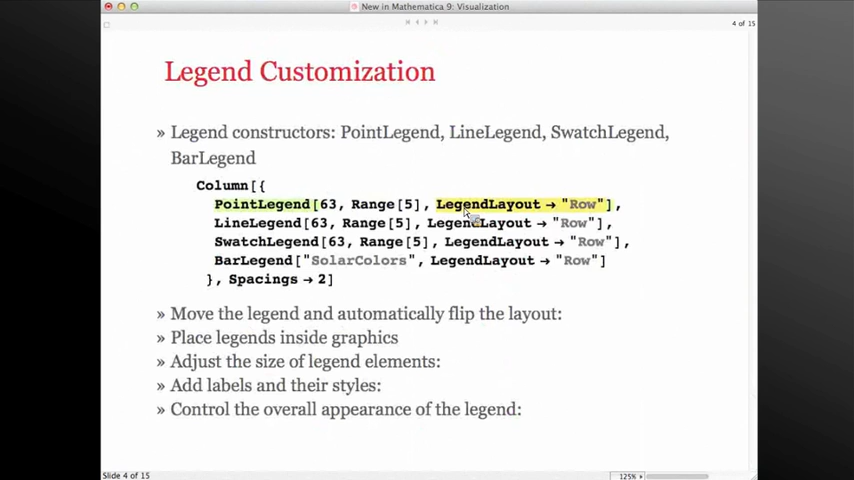 New in Mathematica 9: Visualization
4 of 15
Legend Customization
» Legend constructors: PointLegend, LineLegend, SwatchLegend,
BarLegend
Column[{
PointLegend[63, Range[5], LegendLayout → "Row"],
LineLegend[63, Range[5], LegendLayout → "Row"],
SwatchLegend[63, Range[5], LegendLayout → "Row"],
BarLegend["SolarColors", LegendLayout → "Row"]
}, Spacings → 2]
» Move the legend and automatically flip the layout:
» Place legends inside graphics
» Adjust the size of legend elements:
» Add labels and their styles:
» Control the overall appearance of the legend:
Slide 4 of 15
125%